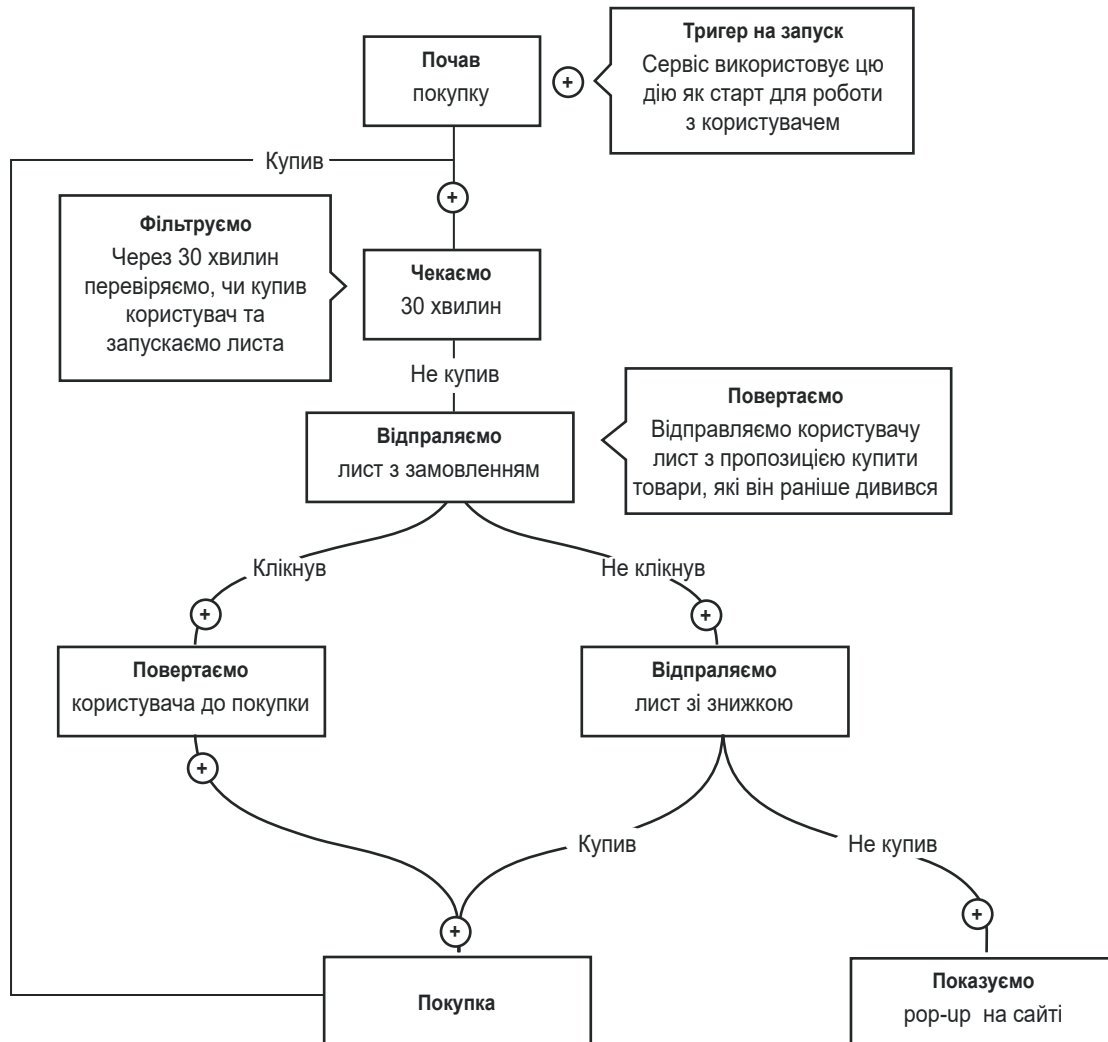 Почав
покупку
+
Тригер на запуск
Сервіс використовує цю
дію як старт для роботи
з користувачем
Купив
+
Фільтруємо
Через 30 хвилин
перевіряємо, чи купив
користувач та
запускаємо листа
Чекаємо
30 хвилин
Не купив
Відпраляємо
лист з замовленням
Повертаємо
Відправляємо користувачу
лист з пропозицією купити
товари, які він раніше дивився
Клікнув
Не клікнув
+
+
Повертаємо
користувача до покупки
Відпраляємо
лист зі знижкою
+
Купив
Не купив
+
+
Покупка
Показуємо
pop-up на сайті